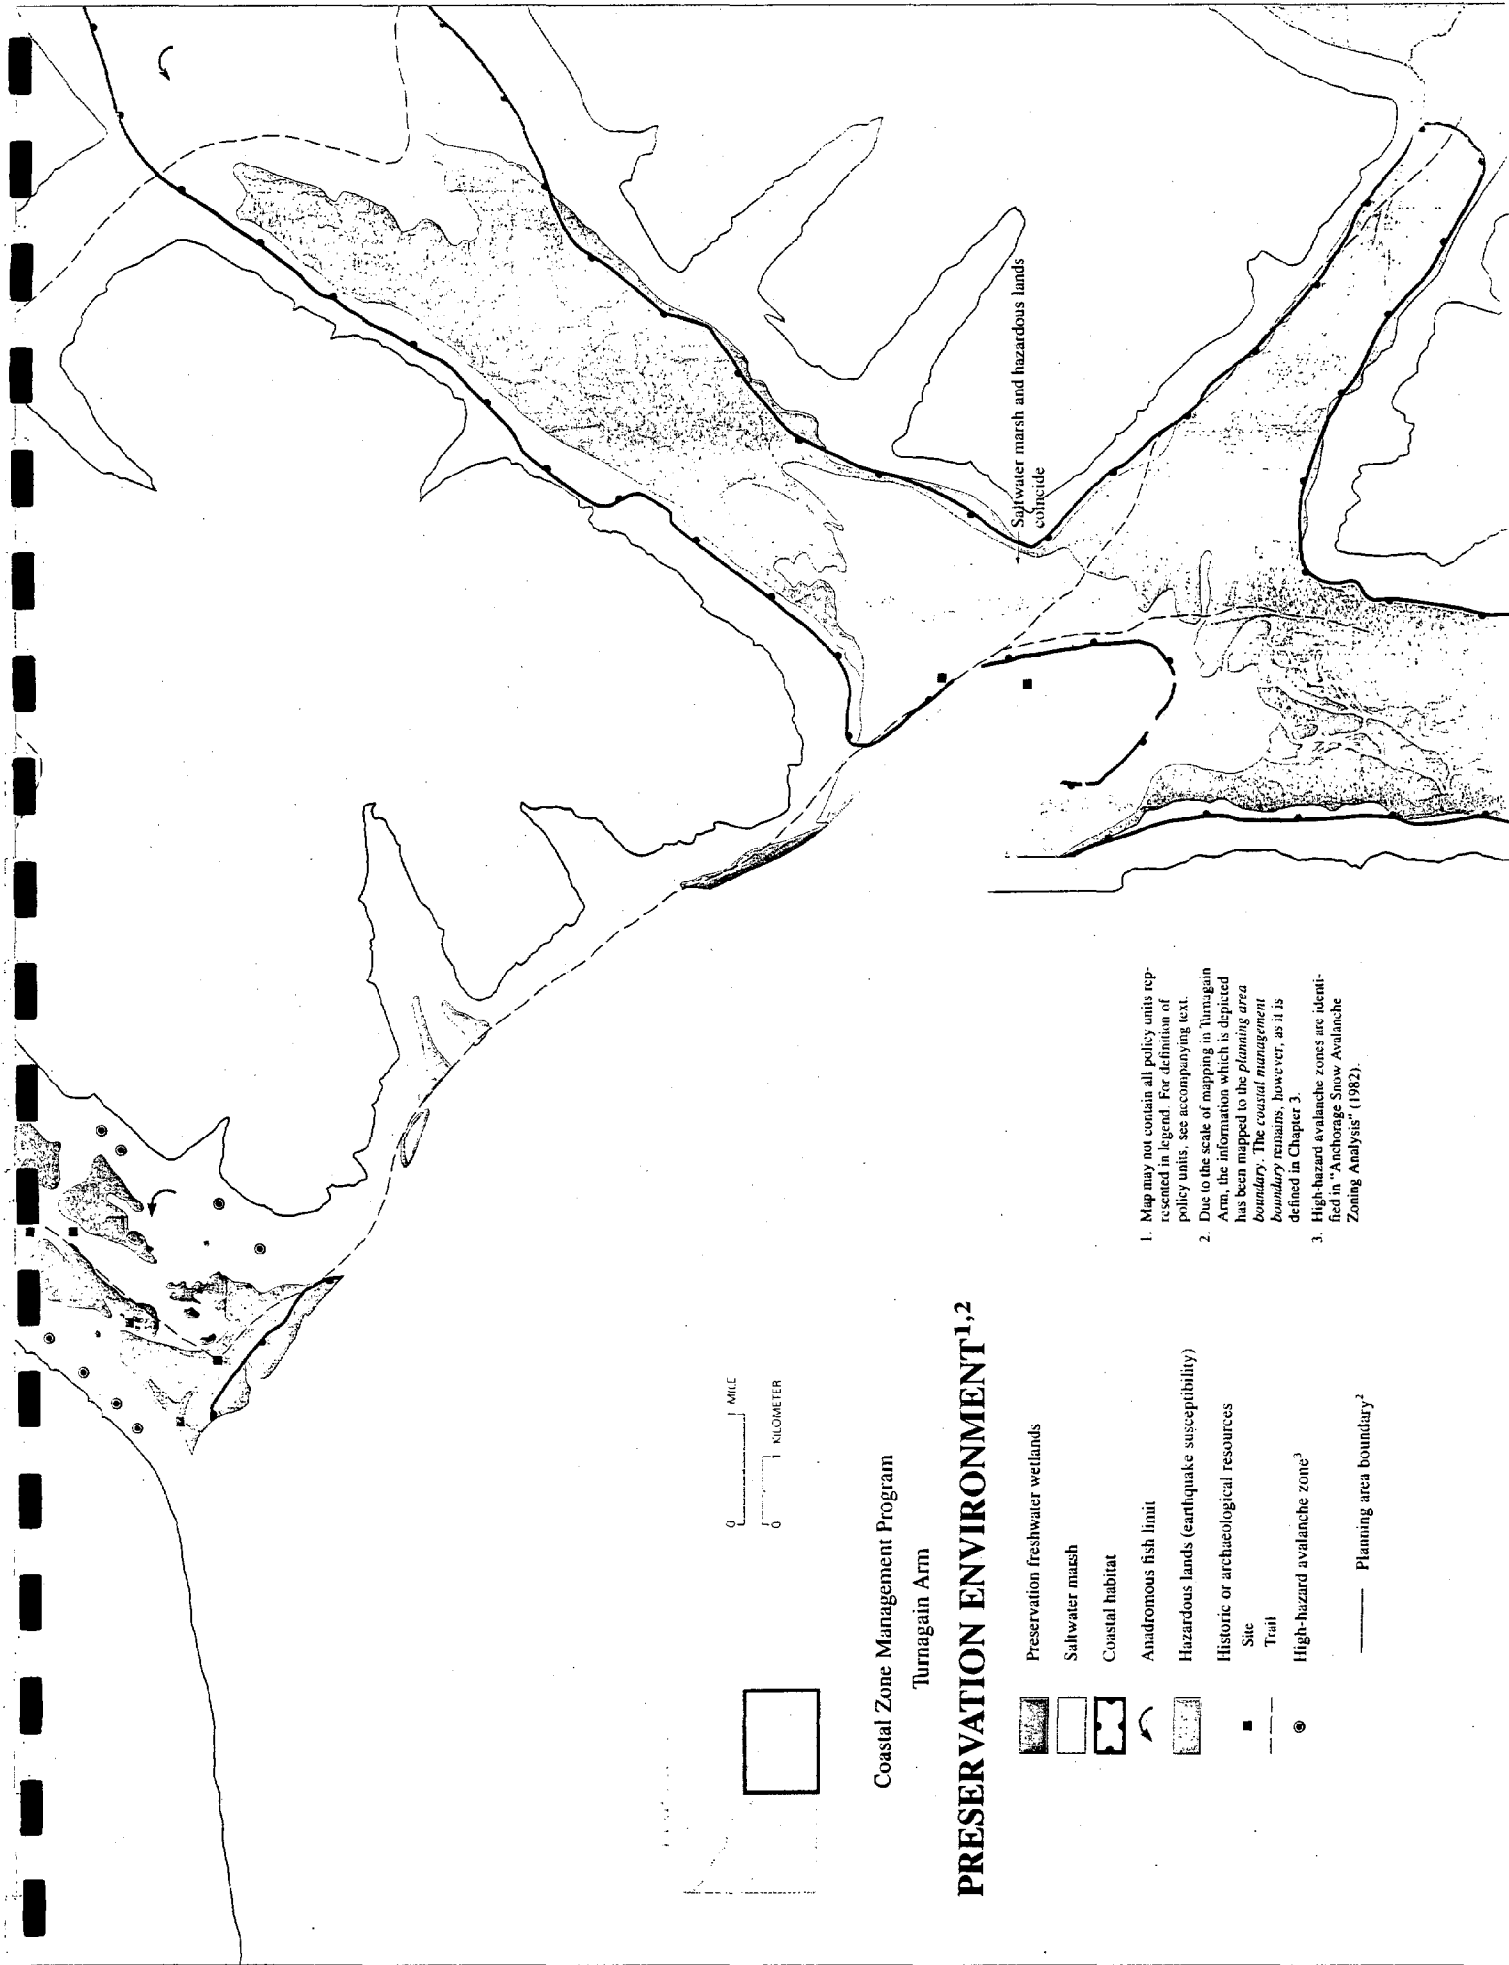 Saltwater marsh and hazardous lands
coincide
0 1 MILE
0 1 KILOMETER
Coastal Zone Management Program
Turnagain Arm
PRESERVATION ENVIRONMENT1,2
Preservation freshwater wetlands
Saltwater marsh
Coastal habitat
Anadromous fish limit
Hazardous lands (earthquake susceptibility)
Historic or archaeological resources
Site
Trail
High-hazard avalanche zone3
Planning area boundary2
1. Map may not contain all policy units rep-
resented in legend. For definition of
policy units, see accompanying text.
2. Due to the scale of mapping in Turnagain
Arm, the information which is depicted
has been mapped to the planning area
boundary. The coastal management
boundary remains, however, as it is
defined in Chapter 3.
3. High-hazard avalanche zones are identi-
fied in "Anchorage Snow Avalanche
Zoning Analysis" (1982).